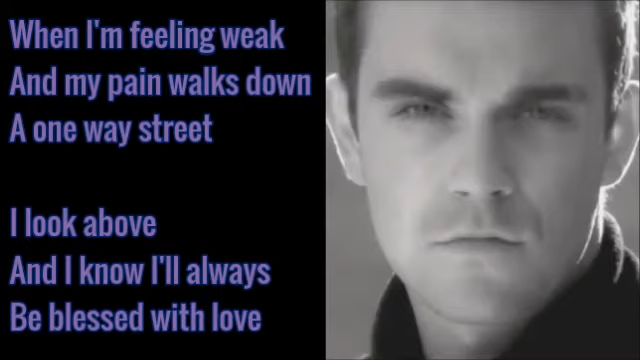 When I'm feeling weak
And my pain walks down
A one way street
I look above
And I know I'll always
Be blessed with love